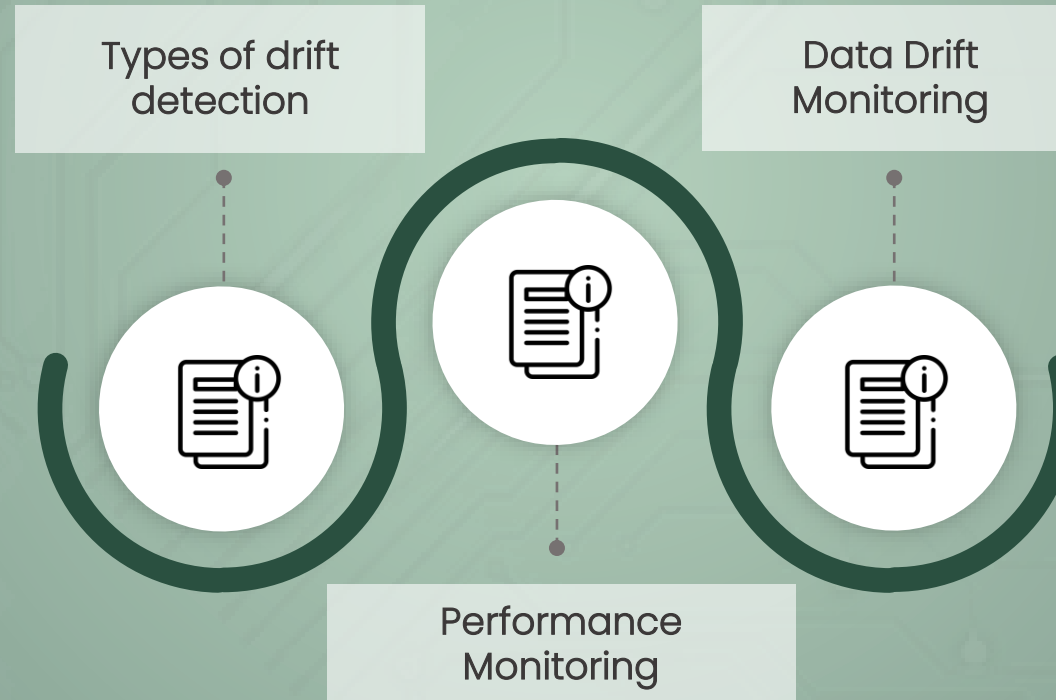 Types of drift
detection
Data Drift
Monitoring
Performance
Monitoring